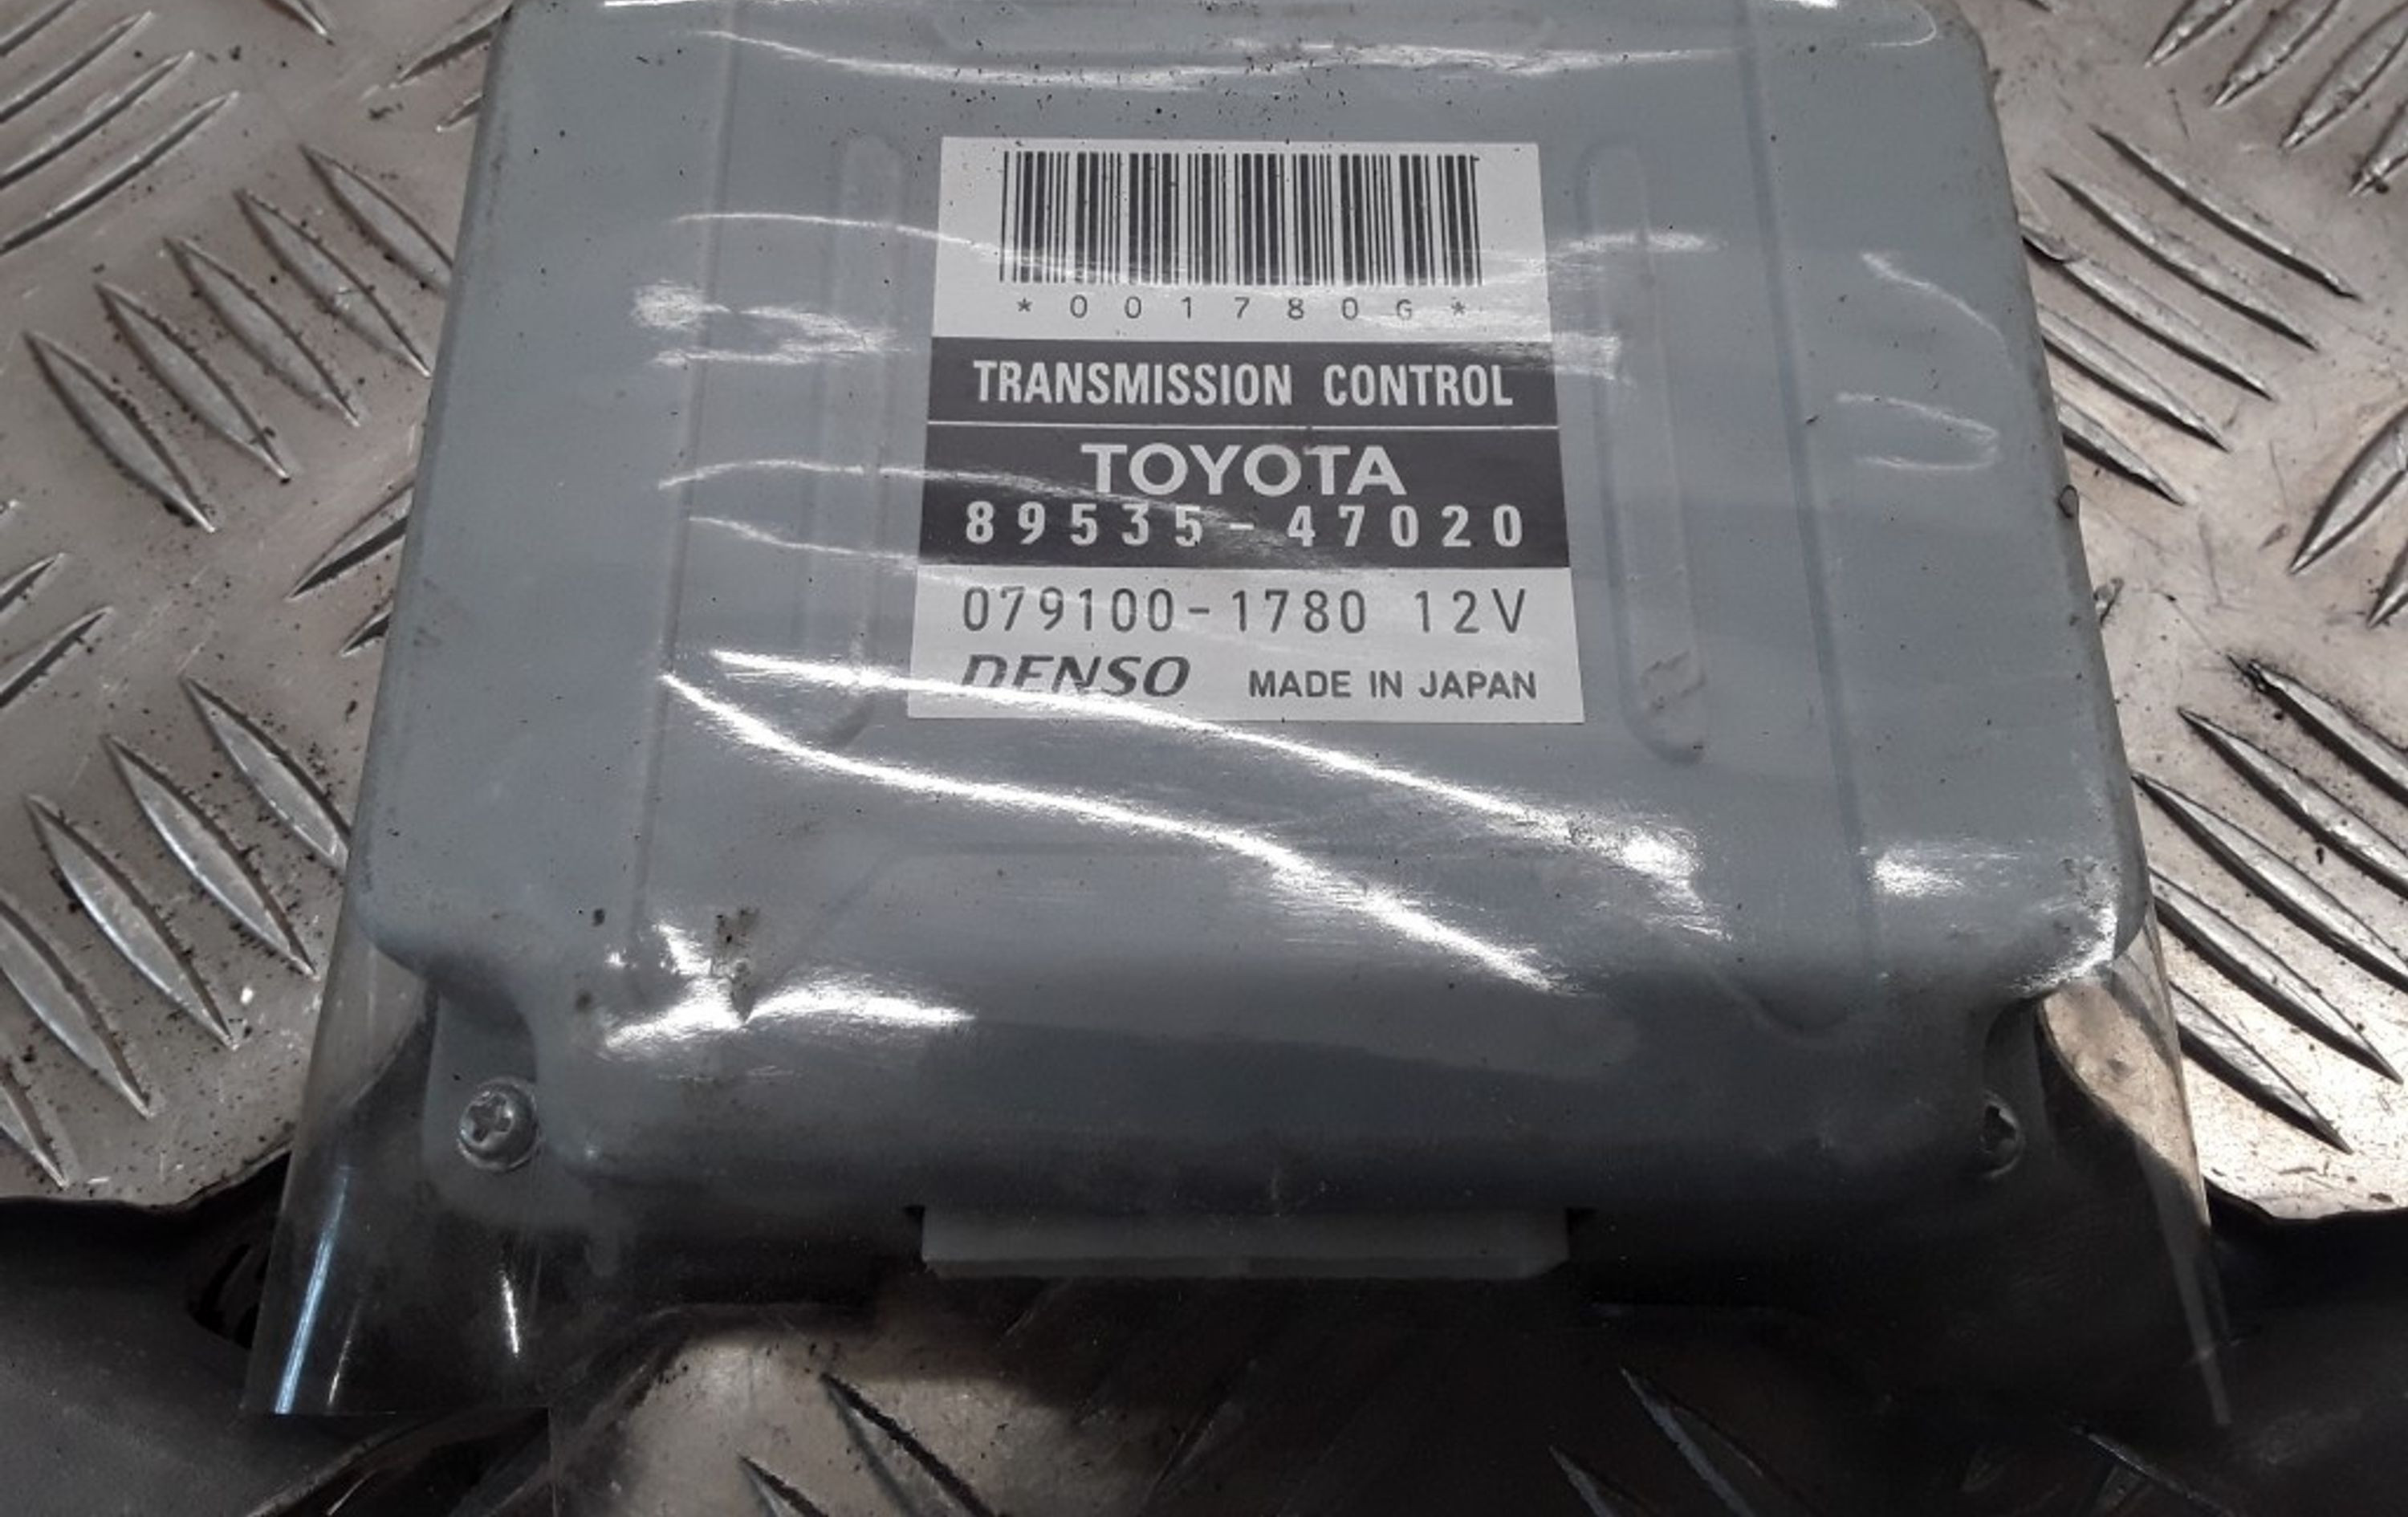 *001780G*
TRANSMISSION CONTROL
TOYOTA
89535-47020
079100-1780 12V
DENSO MADE IN JAPAN